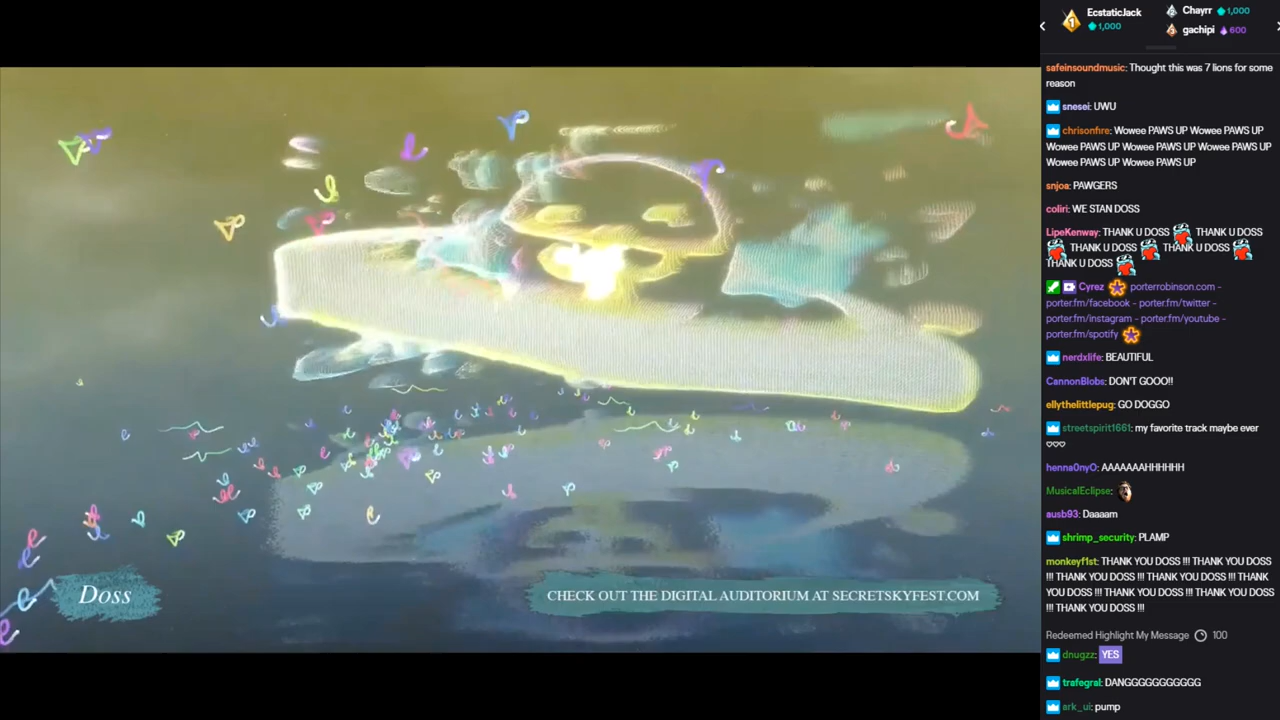 Doss
CHECK OUT THE DIGITAL AUDITORIUM AT SECRETSKYFEST.COM
1 EcstaticJack
1,000
2 Chayrr 1,000
3 gachipi 600
safeinsoundmusic: Thought this was 7 lions for some
reason
snesei: UWU
chrisonfire: Wowee PAWS UP Wowee PAWS UP
Wowee PAWS UP Wowee PAWS UP Wowee PAWS UP
Wowee PAWS UP Wowee PAWS UP
snjoa: PAWGERS
coliri: WE STAN DOSS
LipeKenway: THANK U DOSS THANK U DOSS
THANK U DOSS THANK U DOSS
THANK U DOSS
Cyrez porterrobinson.com -
porter.fm/facebook - porter.fm/twitter -
porter.fm/instagram - porter.fm/youtube -
porter.fm/spotify
nerdxlife: BEAUTIFUL
CannonBlobs: DON'T GOOO!!
ellythelittlepug: GO DOGGO
streetspirit1661: my favorite track maybe ever
♡♡♡
henna0nyO: AAAAAAAHHHHHH
MusicalEclipse:
ausb93: Daaaam
shrimp_security: PLAMP
monkeyf1st: THANK YOU DOSS !!! THANK YOU DOSS
!!! THANK YOU DOSS !!! THANK YOU DOSS !!! THANK
YOU DOSS !!! THANK YOU DOSS !!! THANK YOU DOSS
!!! THANK YOU DOSS !!!
Redeemed Highlight My Message 100
dnugzz: YES
trafegral: DANGGGGGGGGGGG
ark_ui: pump